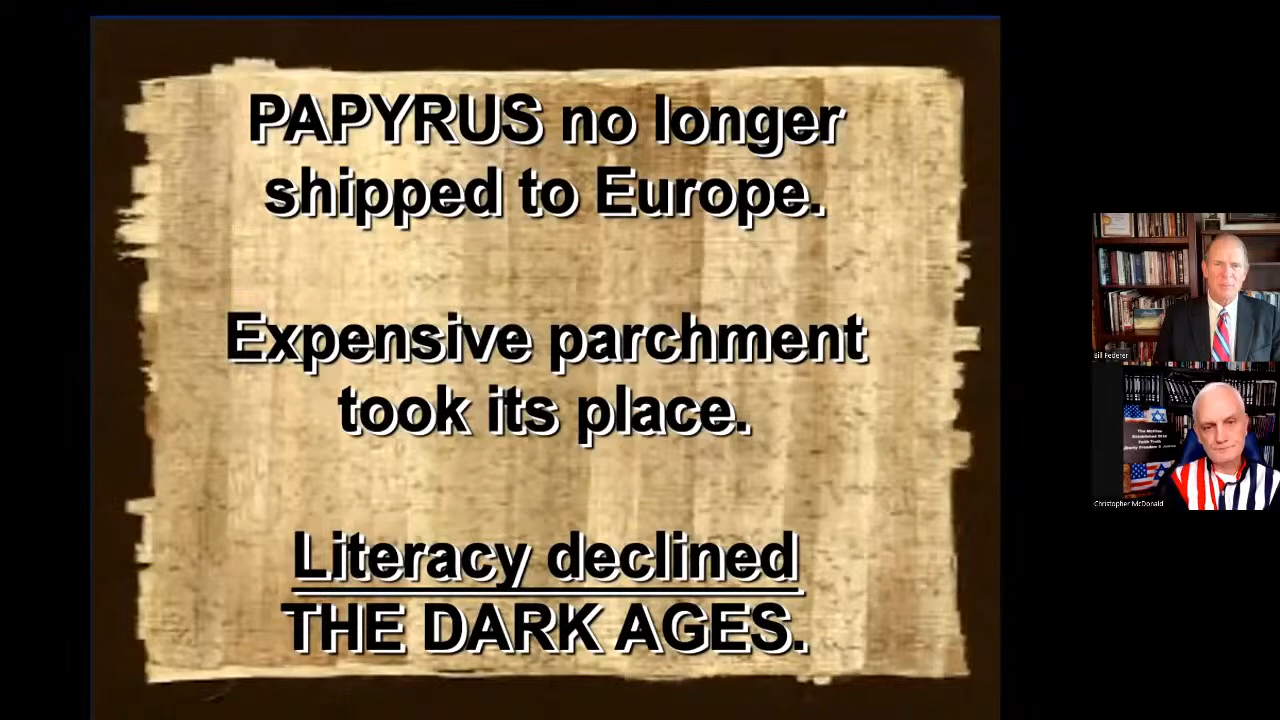 PAPYRUS no longer
shipped to Europe.
Expensive parchment
took its place.
Literacy declined
THE DARK AGES.
Bill Federer
Christopher McDonald